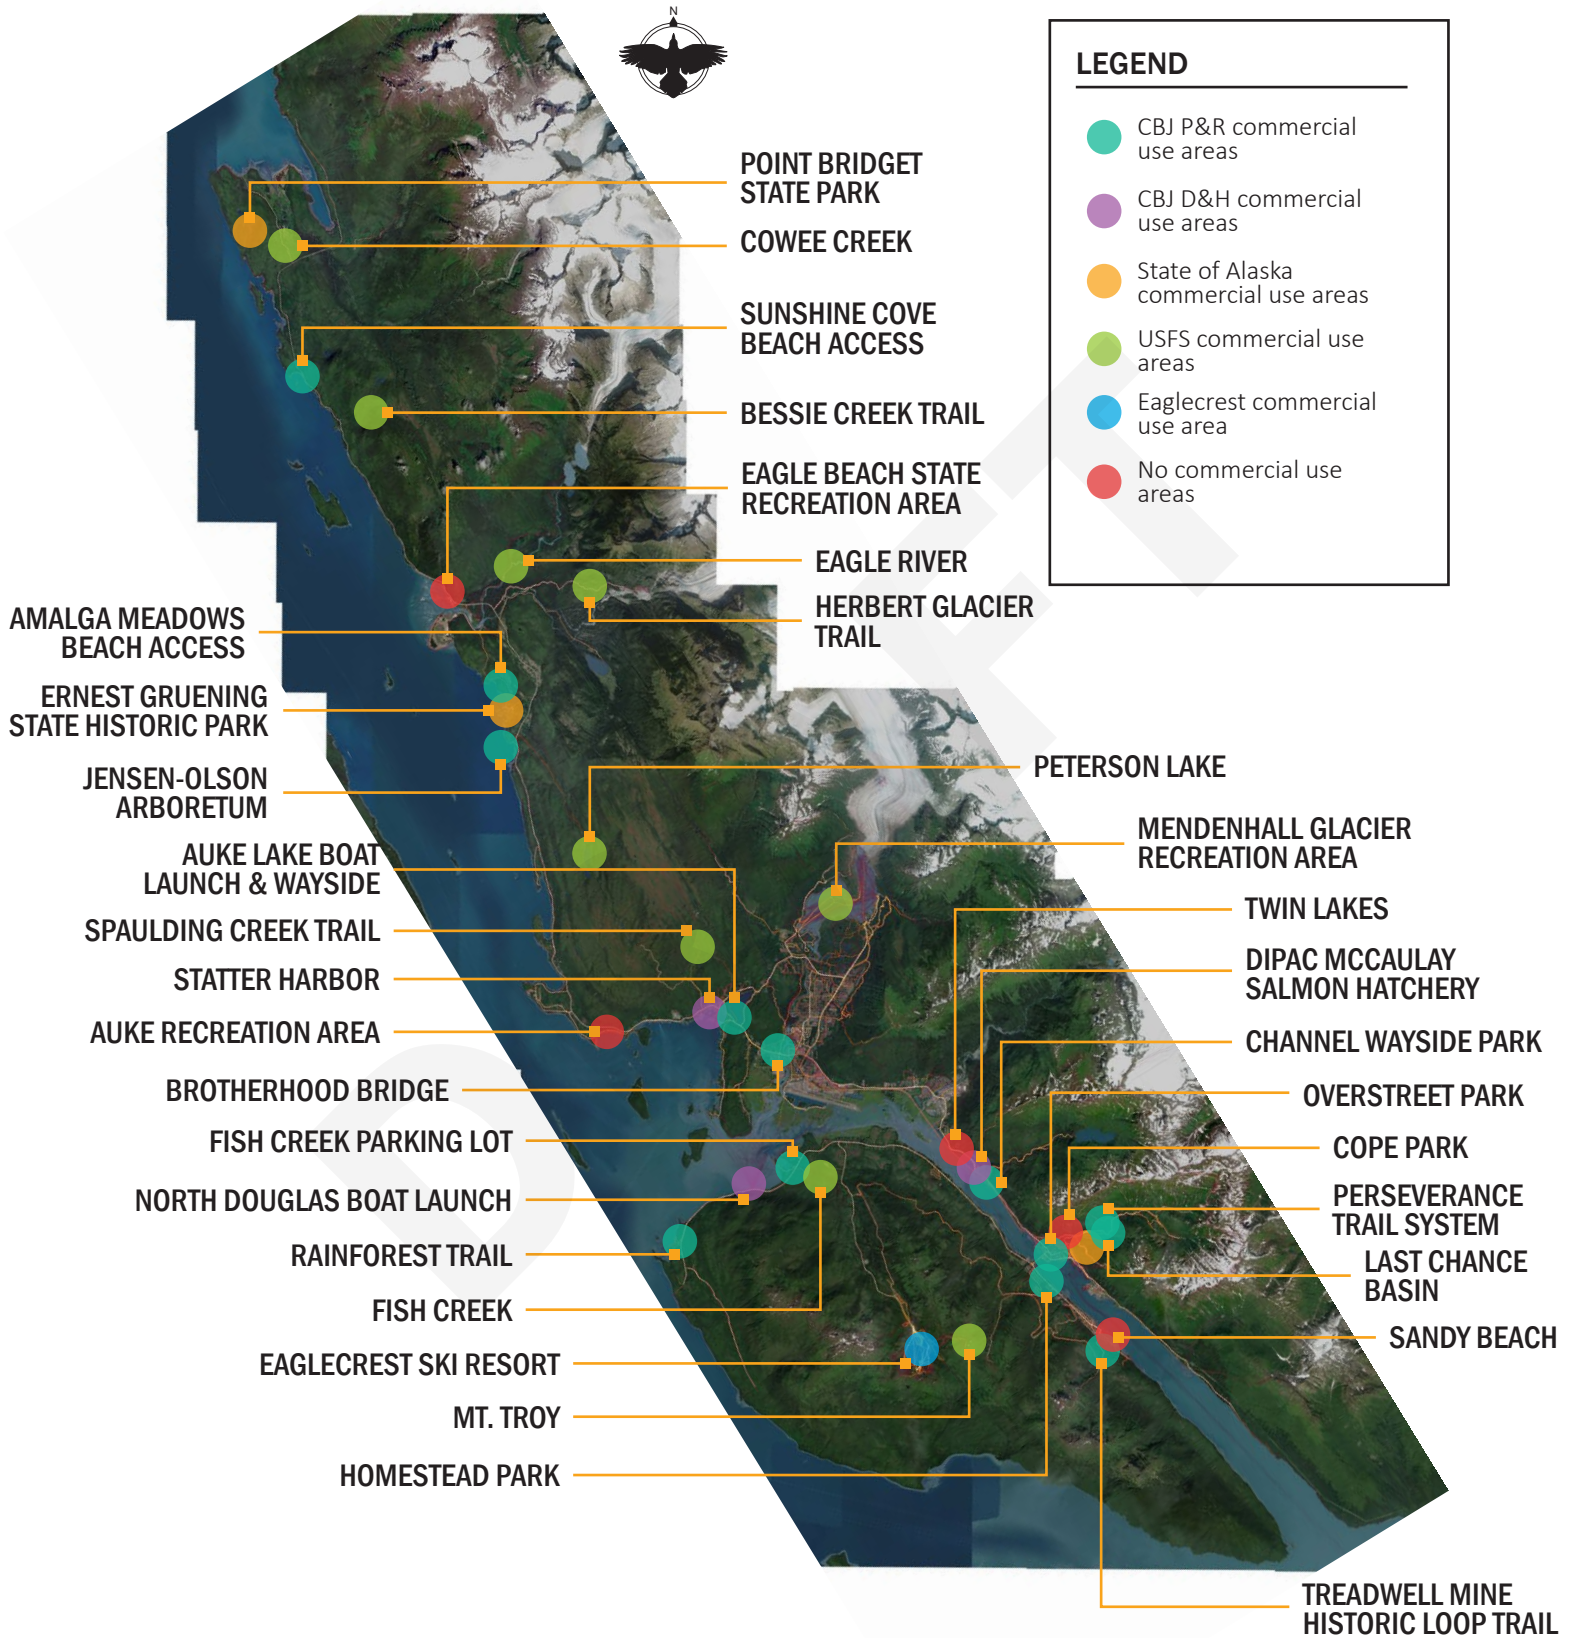 N
LEGEND
CBJ P&R commercial
use areas
CBJ D&H commercial
use areas
State of Alaska
commercial use areas
USFS commercial use
areas
Eaglecrest commercial
use area
No commercial use
areas
POINT BRIDGET
STATE PARK
COWEE CREEK
SUNSHINE COVE
BEACH ACCESS
BESSIE CREEK TRAIL
EAGLE BEACH STATE
RECREATION AREA
EAGLE RIVER
HERBERT GLACIER
TRAIL
AMALGA MEADOWS
BEACH ACCESS
ERNEST GRUENING
STATE HISTORIC PARK
JENSEN-OLSON
ARBORETUM
PETERSON LAKE
MENDENHALL GLACIER
RECREATION AREA
AUKE LAKE BOAT
LAUNCH & WAYSIDE
TWIN LAKES
SPAULDING CREEK TRAIL
DIPAC MCCAULAY
SALMON HATCHERY
STATTER HARBOR
AUKE RECREATION AREA
CHANNEL WAYSIDE PARK
BROTHERHOOD BRIDGE
OVERSTREET PARK
FISH CREEK PARKING LOT
COPE PARK
NORTH DOUGLAS BOAT LAUNCH
PERSEVERANCE
TRAIL SYSTEM
RAINFOREST TRAIL
LAST CHANCE
BASIN
FISH CREEK
SANDY BEACH
EAGLECREST SKI RESORT
MT. TROY
HOMESTEAD PARK
TREADWELL MINE
HISTORIC LOOP TRAIL
D FT